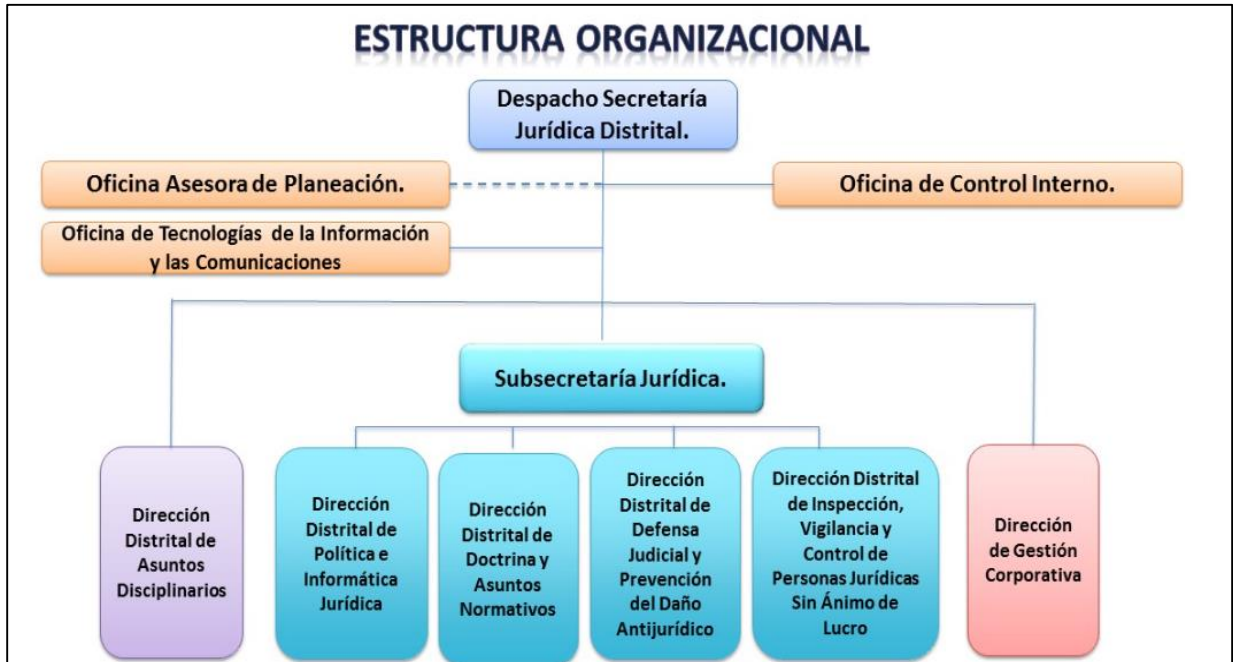 ESTRUCTURA ORGANIZACIONAL
Despacho Secretaría
Jurídica Distrital.
Oficina Asesora de Planeación.
Oficina de Control Interno.
Oficina de Tecnologías de la Información
y las Comunicaciones
Subsecretaría Jurídica.
Dirección
Distrital de
Asuntos
Disciplinarios
Dirección
Distrital de
Política e
Informática
Jurídica
Dirección
Distrital de
Doctrina y
Asuntos
Normativos
Dirección
Distrital de
Defensa
Judicial y
Prevención
del Daño
Antijurídico
Dirección Distrital
de Inspección,
Vigilancia y
Control de
Personas Jurídicas
Sin Ánimo de
Lucro
Dirección
de Gestión
Corporativa